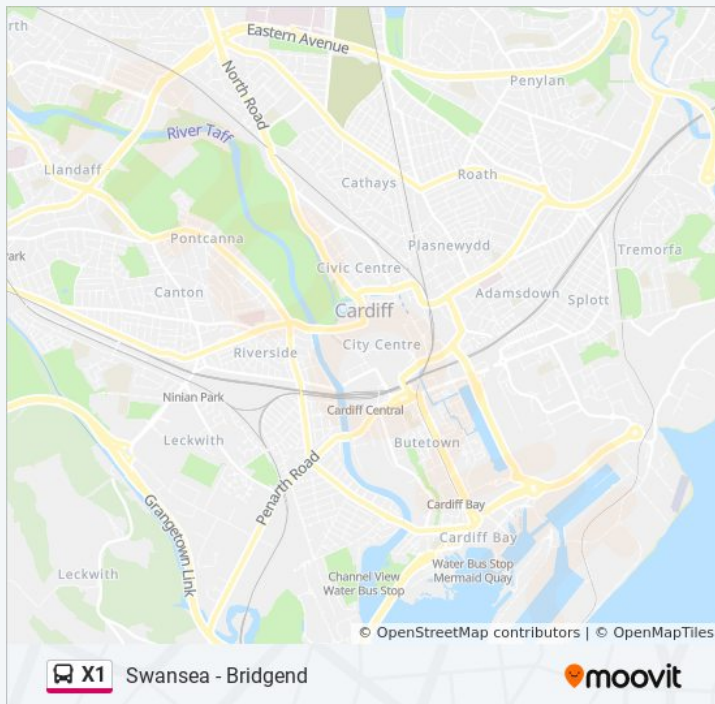 orth
Eastern Avenue
North Road
Penylan
River Taff
Llandaff
Cathays
Roath
Pontcanna
Plasnewydd
Park
Civic Centre
Tremorfa
Canton
Adamsdown
Splott
Cardiff
City Centre
Riverside
Ninian Park
Cardiff Central
Leckwith
Butetown
Penarth Road
Grangetown Link
Cardiff Bay
Cardiff Bay
Leckwith
Channel View
Water Bus Stop
Water Bus Stop
Mermaid Quay
© OpenStreetMap contributors | © OpenMapTiles
X1 Swansea - Bridgend
moovit